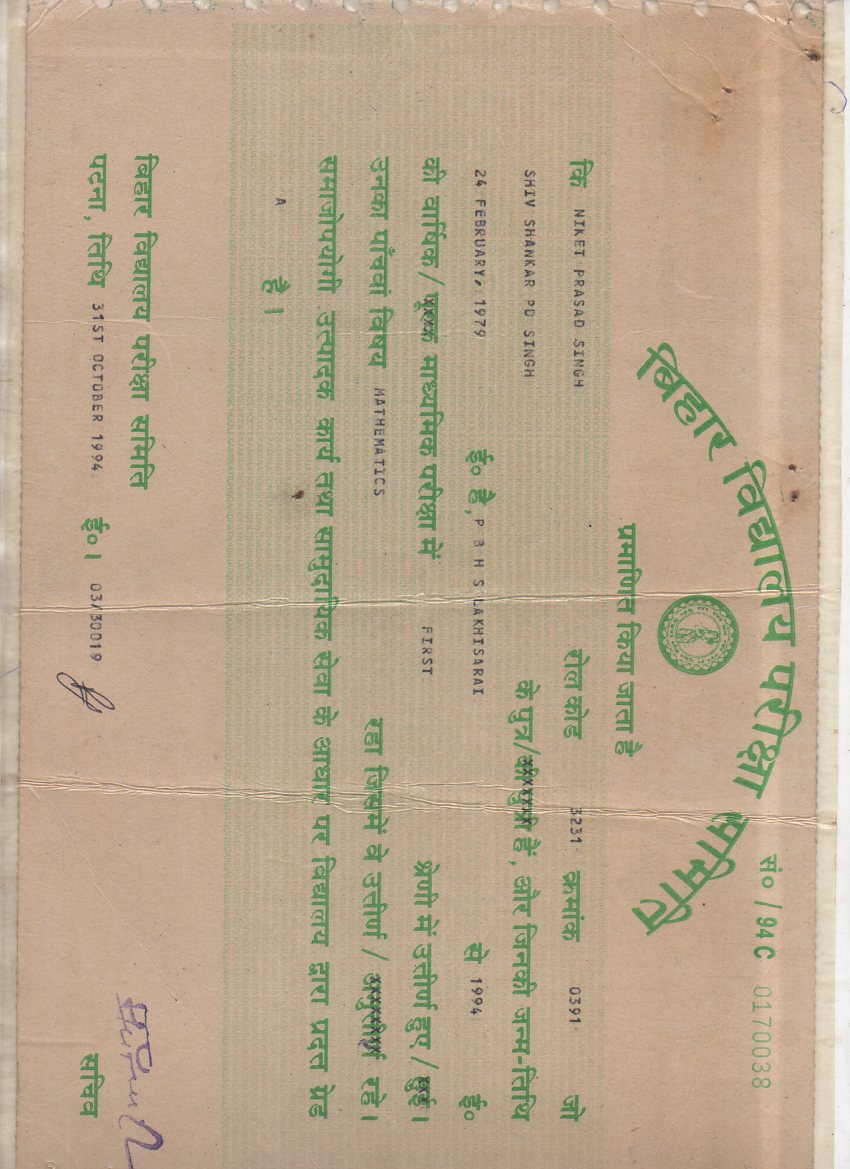 सं० / 94C 0170038
बिहार विद्यालय परीक्षा समिति
प्रमाणित किया जाता है
कि NIKET PRASAD SINGH रोल कोड 3231 क्रमांक 0391 जो
SHIV SHANKAR PD SINGH के पुत्र/की पुत्री हैं, और जिनकी जन्म-तिथि
24 FEBRUARY, 1979 ई० है, P B H S LAKHISARAI से 1994 ई०
की वार्षिक / पूरक माध्यमिक परीक्षा में FIRST श्रेणी में उत्तीर्ण हुए / हुई ।
उनका पाँचवां विषय MATHEMATICS रहा जिसमें वे उत्तीर्ण / अनुत्तीर्ण रहे ।
समाजोपयोगी उत्पादक कार्य तथा सामुदायिक सेवा के आधार पर विद्यालय द्वारा प्रदत्त ग्रेड
A है ।
बिहार विद्यालय परीक्षा समिति
पटना, तिथि 31ST OCTOBER 1994 ई० । 03/30019 सचिव